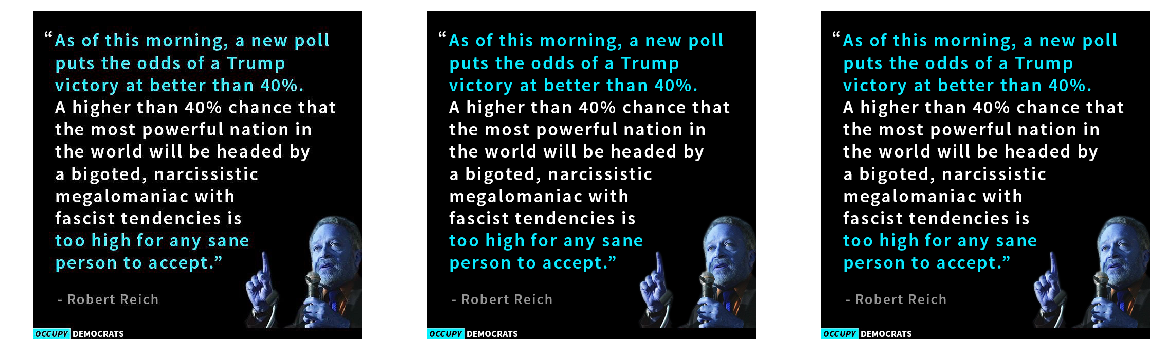 “As of this morning, a new poll
puts the odds of a Trump
victory at better than 40%.
A higher than 40% chance that
the most powerful nation in
the world will be headed by
a bigoted, narcissistic
megalomaniac with
fascist tendencies is
too high for any sane
person to accept.”
- Robert Reich
OCCUPY DEMOCRATS
“As of this morning, a new poll
puts the odds of a Trump
victory at better than 40%.
A higher than 40% chance that
the most powerful nation in
the world will be headed by
a bigoted, narcissistic
megalomaniac with
fascist tendencies is
too high for any sane
person to accept.”
- Robert Reich
OCCUPY DEMOCRATS
“As of this morning, a new poll
puts the odds of a Trump
victory at better than 40%.
A higher than 40% chance that
the most powerful nation in
the world will be headed by
a bigoted, narcissistic
megalomaniac with
fascist tendencies is
too high for any sane
person to accept.”
- Robert Reich
OCCUPY DEMOCRATS